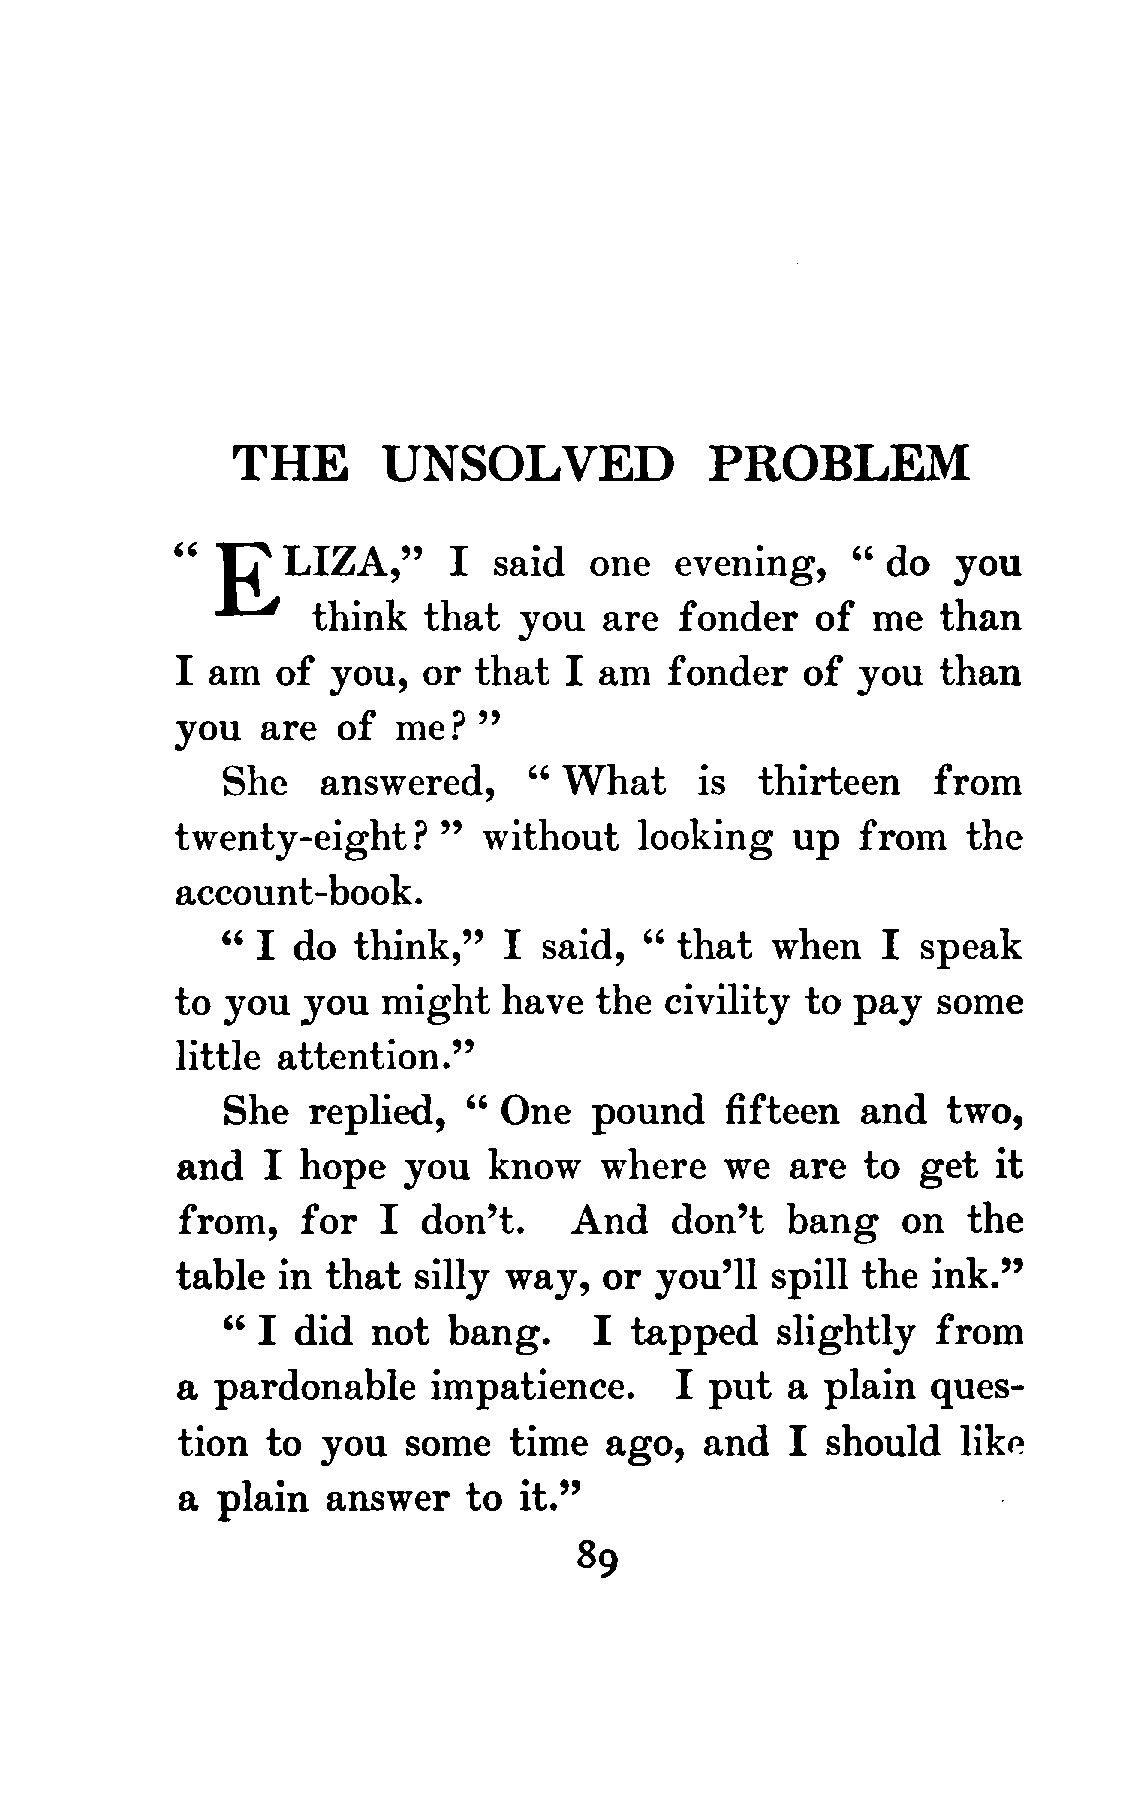 THE UNSOLVED PROBLEM
“ ELIZA,” I said one evening, “ do you
think that you are fonder of me than
I am of you, or that I am fonder of you than
you are of me? ”
She answered, “ What is thirteen from
twenty-eight? ” without looking up from the
account-book.
“ I do think,” I said, “ that when I speak
to you you might have the civility to pay some
little attention.”
She replied, “ One pound fifteen and two,
and I hope you know where we are to get it
from, for I don’t. And don’t bang on the
table in that silly way, or you’ll spill the ink.”
“ I did not bang. I tapped slightly from
a pardonable impatience. I put a plain ques-
tion to you some time ago, and I should like
a plain answer to it.”
89